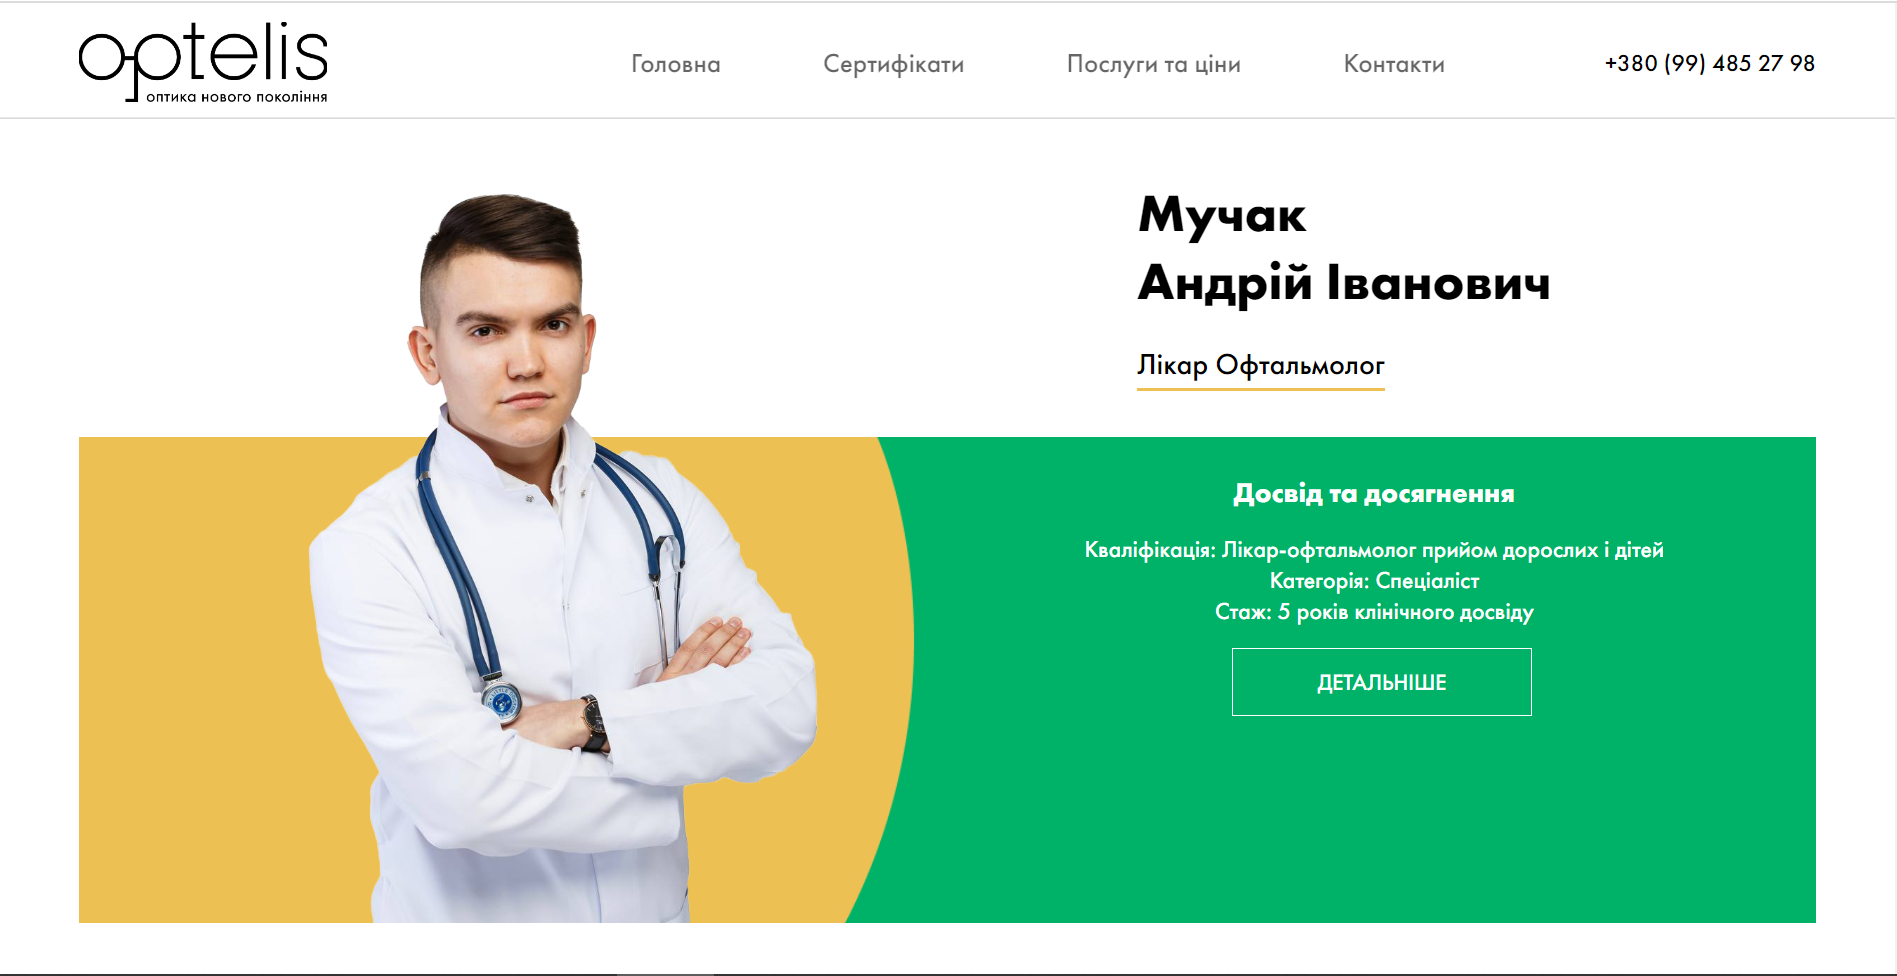 optelis
оптика нового покоління
Головна
Сертифікати
Послуги та ціни
Контакти
+380 (99) 485 27 98
Мучак
Андрій Іванович
Лікар Офтальмолог
Досвід та досягнення
Кваліфікація: Лікар-офтальмолог прийом дорослих і дітей
Категорія: Спеціаліст
Стаж: 5 років клінічного досвіду
ДЕТАЛЬНІШЕ